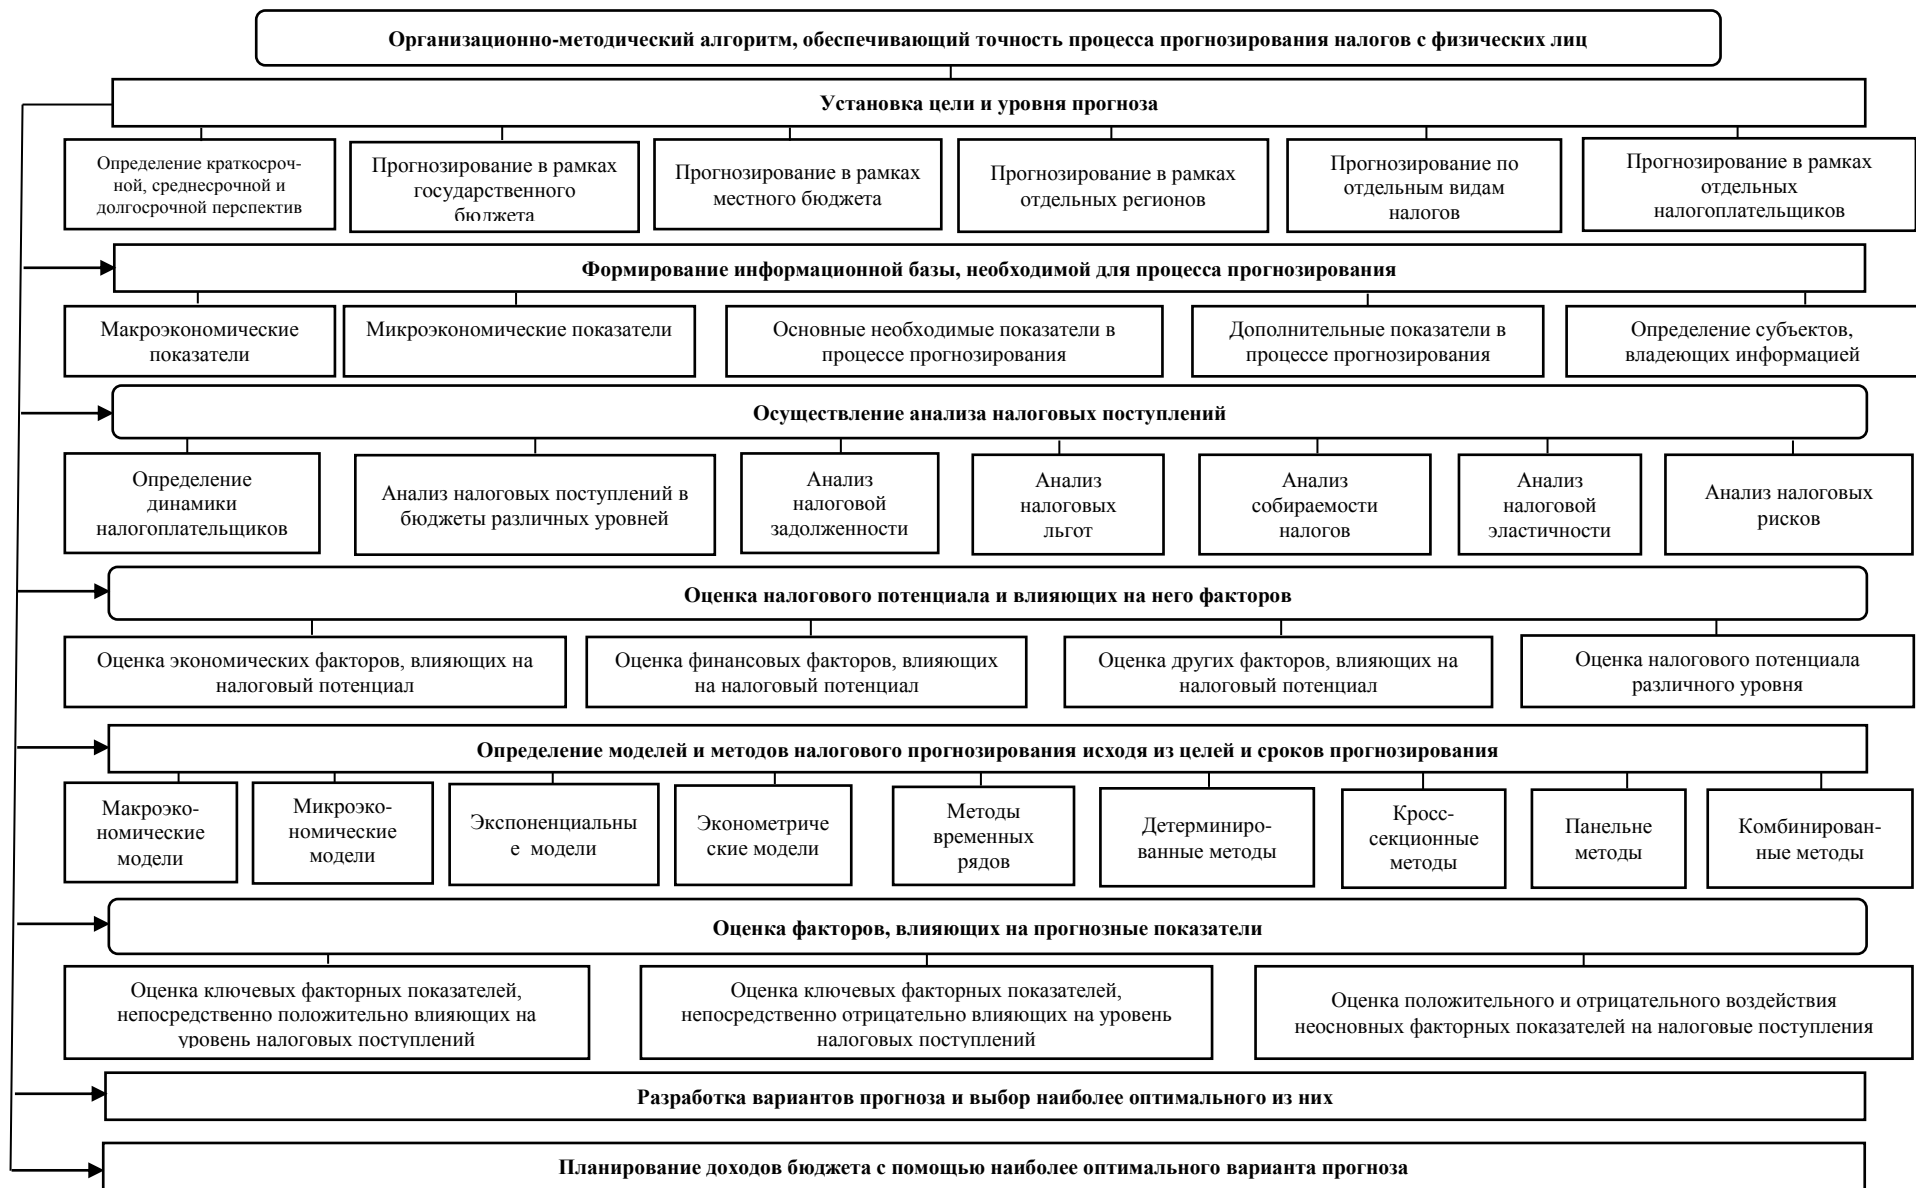 Организационно-методический алгоритм, обеспечивающий точность процесса прогнозирования налогов с физических лиц
Установка цели и уровня прогноза
Определение краткосроч-
ной, среднесрочной и
долгосрочной перспектив
Прогнозирование в рамках
государственного
бюджета
Прогнозирование в рамках
местного бюджета
Прогнозирование в рамках
отдельных регионов
Прогнозирование по
отдельным видам
налогов
Прогнозирование в рамках
отдельных
налогоплательщиков
Формирование информационной базы, необходимой для процесса прогнозирования
Макроэкономические
показатели
Микроэкономические показатели
Основные необходимые показатели в
процессе прогнозирования
Дополнительные показатели в
процессе прогнозирования
Определение субъектов,
владеющих информацией
Осуществление анализа налоговых поступлений
Определение
динамики
налогоплательщиков
Анализ налоговых поступлений в
бюджеты различных уровней
Анализ
налоговой
задолженности
Анализ
налоговых
льгот
Анализ
собираемости
налогов
Анализ
налоговой
эластичности
Анализ налоговых
рисков
Оценка налогового потенциала и влияющих на него факторов
Оценка экономических факторов, влияющих на
налоговый потенциал
Оценка финансовых факторов, влияющих
на налоговый потенциал
Оценка других факторов, влияющих на
налоговый потенциал
Оценка налогового потенциала
различного уровня
Определение моделей и методов налогового прогнозирования исходя из целей и сроков прогнозирования
Макроэко-
номические
модели
Микроэко-
номические
модели
Экспоненциальны
е модели
Эконометриче
ские модели
Методы
временных
рядов
Детерминиро-
ванные методы
Кросс-
секционные
методы
Панельне
методы
Комбинирован-
ные методы
Оценка факторов, влияющих на прогнозные показатели
Оценка ключевых факторных показателей,
непосредственно положительно влияющих на
уровень налоговых поступлений
Оценка ключевых факторных показателей,
непосредственно отрицательно влияющих на уровень
налоговых поступлений
Оценка положительного и отрицательного воздействия
неосновных факторных показателей на налоговые поступления
Разработка вариантов прогноза и выбор наиболее оптимального из них
Планирование доходов бюджета с помощью наиболее оптимального варианта прогноза